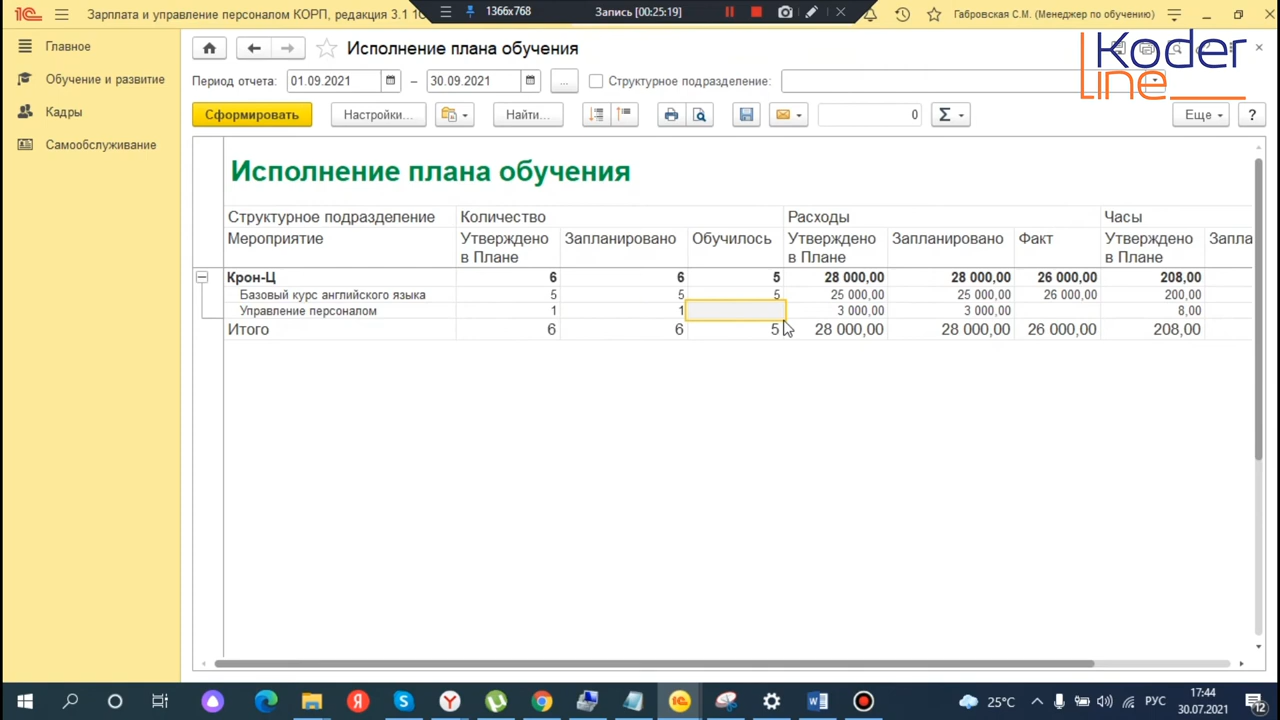 1С Зарплата и управление персоналом КОРП, редакция 3.1 1366x768 Запись [00:25:19] Габровская С.М. (Менеджер по обучению)
Главное
Обучение и развитие
Кадры
Самообслуживание
Исполнение плана обучения
Koder
line
Период отчета: 01.09.2021 – 30.09.2021 ... Структурное подразделение:
Сформировать Настройки... Найти... 0 Σ Еще ?
Исполнение плана обучения
Структурное подразделение Количество Расходы Часы
Мероприятие Утверждено в Плане Запланировано Обучилось Утверждено в Плане Запланировано Факт Утверждено в Плане Запла
Крон-Ц 6 6 5 28 000,00 28 000,00 26 000,00 208,00
Базовый курс английского языка 5 5 5 25 000,00 25 000,00 26 000,00 200,00
Управление персоналом 1 1 3 000,00 3 000,00 8,00
Итого 6 6 5 28 000,00 28 000,00 26 000,00 208,00
25°C РУС 17:44
30.07.2021 12